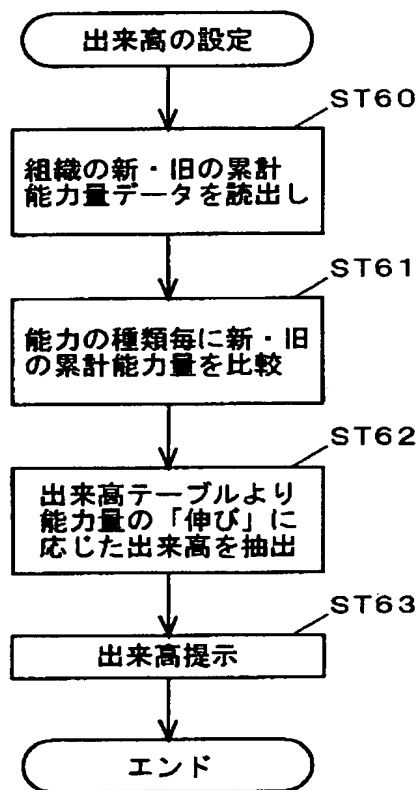 出来高の設定
ST60
組織の新・旧の累計
能力量データを読出し
ST61
能力の種類毎に新・旧
の累計能力量を比較
ST62
出来高テーブルより
能力量の「伸び」に
応じた出来高を抽出
ST63
出来高提示
エンド